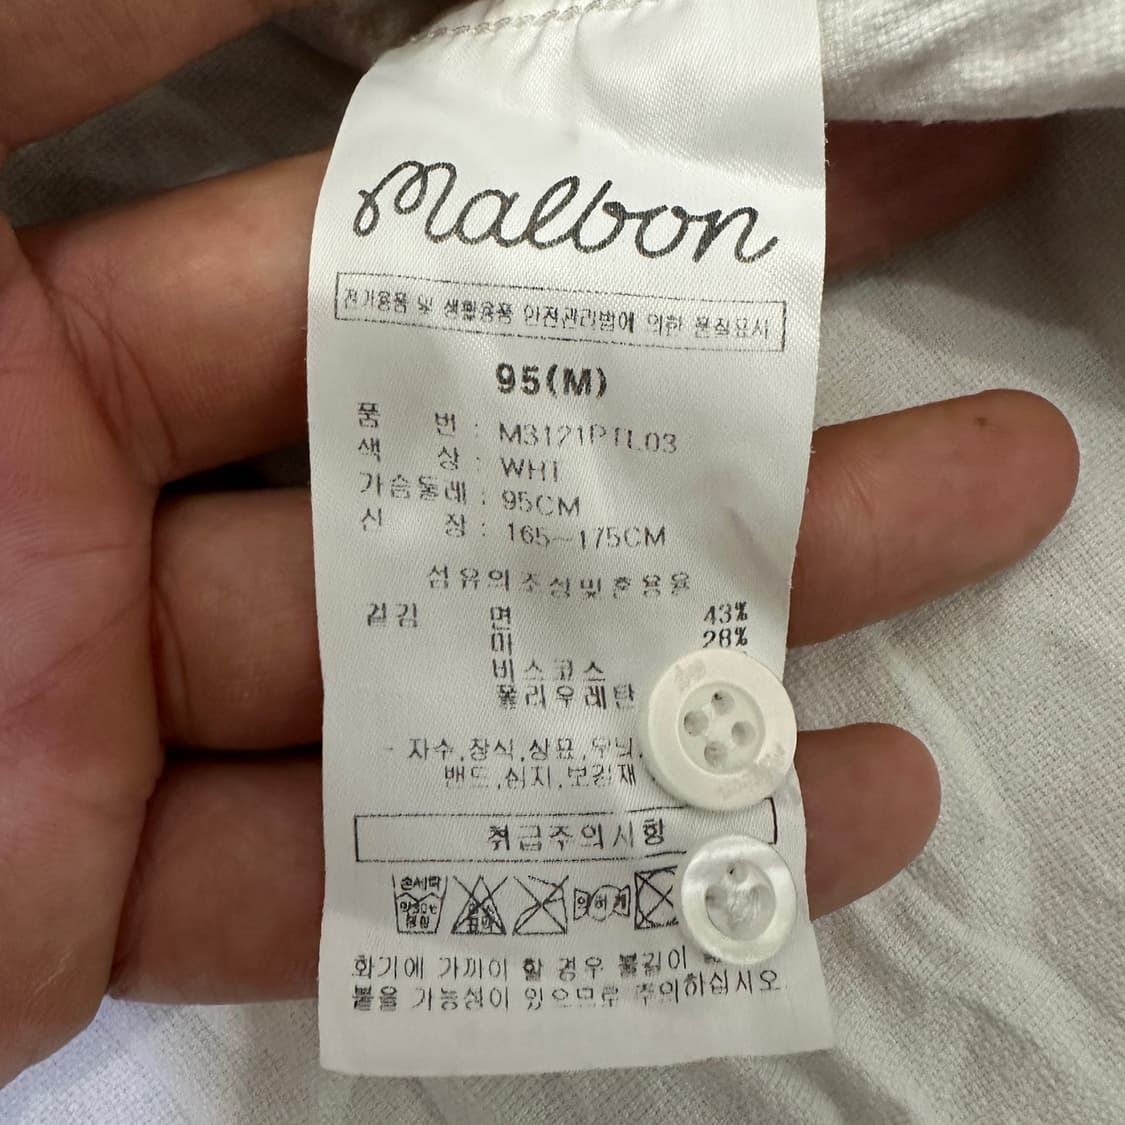 malbon
전기용품 및 생활용품 안전관리법에 의한 품질표시
95(M)
품 번 : M3121PTL03
색 상 : WHT
가슴둘레 : 95CM
신 장 : 165~175CM
섬유의조성및혼용율
겉감 면 43%
마 28%
비스코스
폴리우레탄
- 자수,장식,상표,무늬,
밴드,심지,보강재
취급주의사항
손세탁
약30℃
중성
화기에 가까이 할 경우 불길이
붙을 가능성이 있으므로 주의하십시오